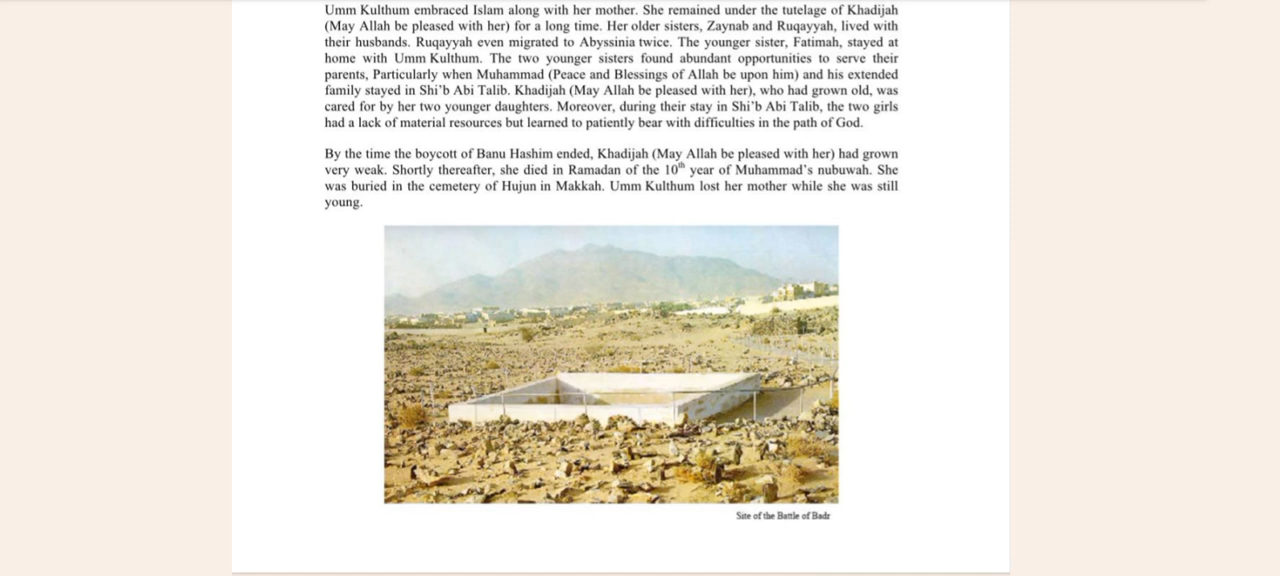 Umm Kulthum embraced Islam along with her mother. She remained under the tutelage of Khadijah
(May Allah be pleased with her) for a long time. Her older sisters, Zaynab and Ruqayyah, lived with
their husbands. Ruqayyah even migrated to Abyssinia twice. The younger sister, Fatimah, stayed at
home with Umm Kulthum. The two younger sisters found abundant opportunities to serve their
parents, Particularly when Muhammad (Peace and Blessings of Allah be upon him) and his extended
family stayed in Shi’b Abi Talib. Khadijah (May Allah be pleased with her), who had grown old, was
cared for by her two younger daughters. Moreover, during their stay in Shi’b Abi Talib, the two girls
had a lack of material resources but learned to patiently bear with difficulties in the path of God.
By the time the boycott of Banu Hashim ended, Khadijah (May Allah be pleased with her) had grown
very weak. Shortly thereafter, she died in Ramadan of the 10th year of Muhammad’s nubuwah. She
was buried in the cemetery of Hujun in Makkah. Umm Kulthum lost her mother while she was still
young.
Site of the Battle of Badr